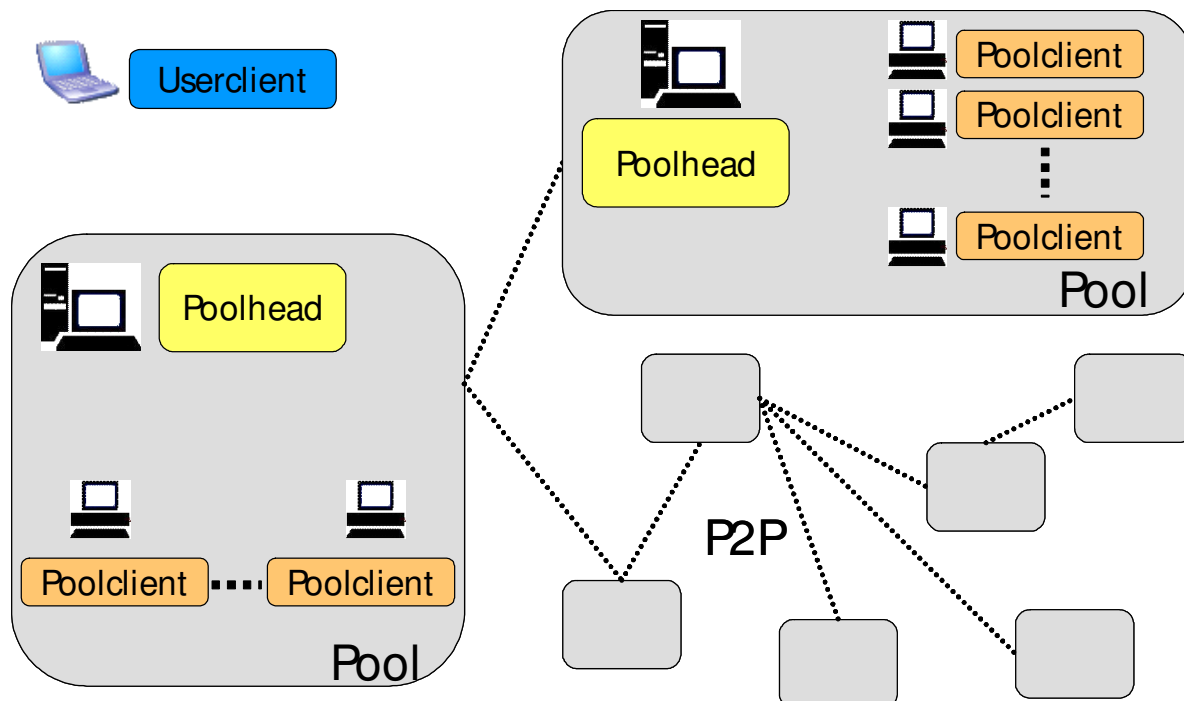 Userclient
Poolhead
Poolclient
Poolclient
Poolclient
Pool
Poolhead
Poolclient
Poolclient
Pool
P2P